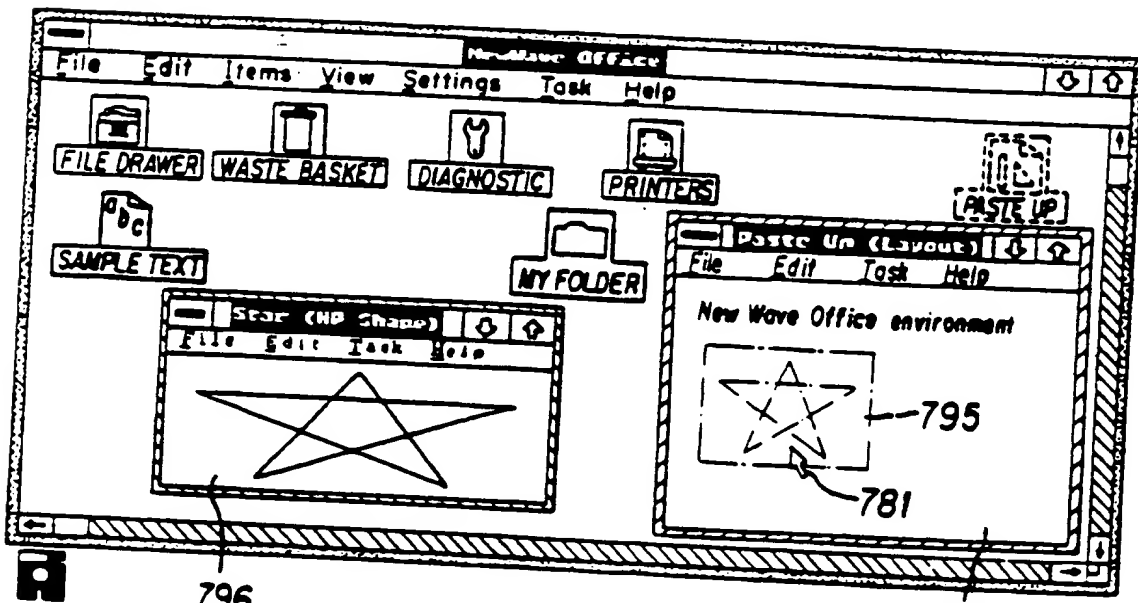 NewWave Office
File Edit Items View Settings Task Help
FILE DRAWER WASTE BASKET DIAGNOSTIC PRINTERS PASTE UP
abc
SAMPLE TEXT MY FOLDER
Star (HP Shape)
File Edit Task Help
Paste Up (Layout)
File Edit Task Help
New Wave Office environment
795
781
796